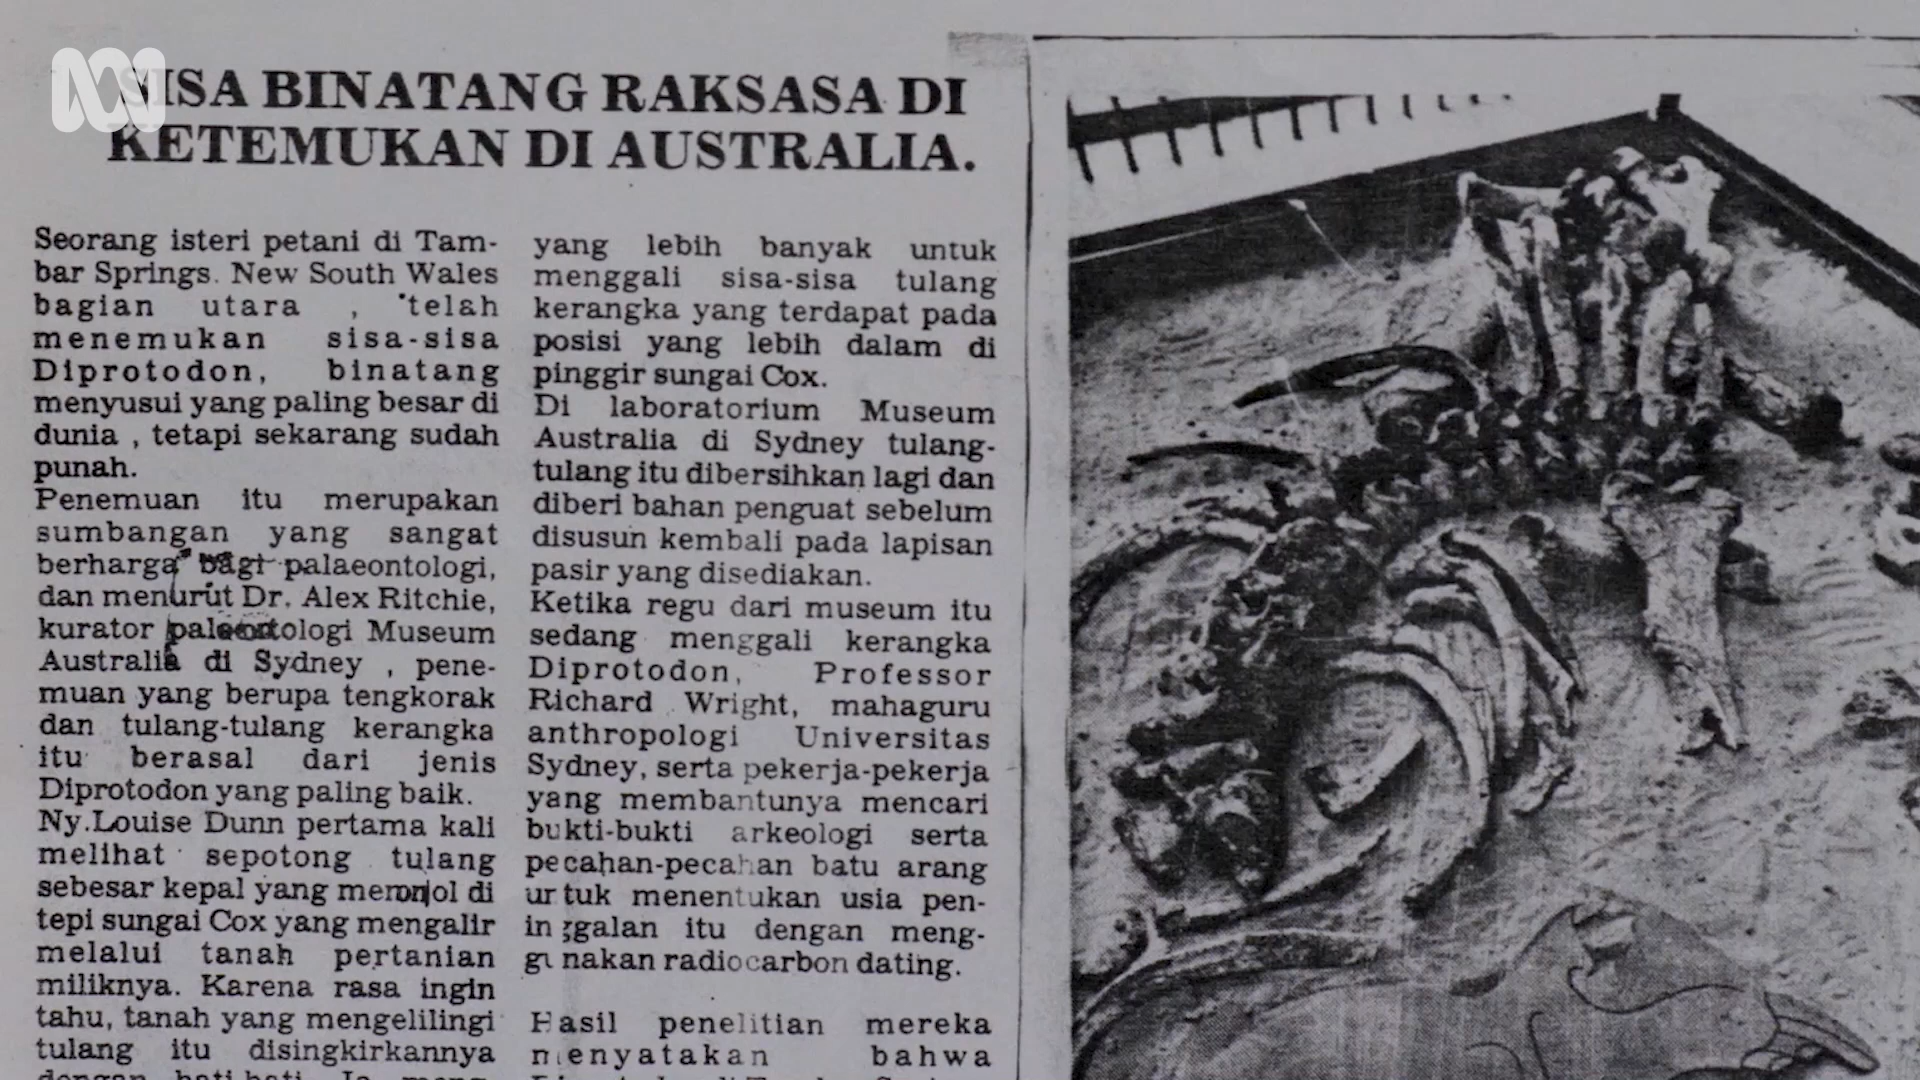 SISA BINATANG RAKSASA DI
KETEMUKAN DI AUSTRALIA.
Seorang isteri petani di Tam-
bar Springs. New South Wales
bagian utara , telah
menemukan sisa-sisa
Diprotodon, binatang
menyusui yang paling besar di
dunia , tetapi sekarang sudah
punah.
Penemuan itu merupakan
sumbangan yang sangat
berharga bagi palaeontologi,
dan menurut Dr. Alex Ritchie,
kurator paleontologi Museum
Australia di Sydney , pene-
muan yang berupa tengkorak
dan tulang-tulang kerangka
itu berasal dari jenis
Diprotodon yang paling baik.
Ny.Louise Dunn pertama kali
melihat sepotong tulang
sebesar kepal yang meronjol di
tepi sungai Cox yang mengalir
melalui tanah pertanian
miliknya. Karena rasa ingin
tahu, tanah yang mengelilingi
tulang itu disingkirkannya
dengan hati-hati. Ia
yang lebih banyak untuk
menggali sisa-sisa tulang
kerangka yang terdapat pada
posisi yang lebih dalam di
pinggir sungai Cox.
Di laboratorium Museum
Australia di Sydney tulang-
tulang itu dibersihkan lagi dan
diberi bahan penguat sebelum
disusun kembali pada lapisan
pasir yang disediakan.
Ketika regu dari museum itu
sedang menggali kerangka
Diprotodon, Professor
Richard Wright, mahaguru
anthropologi Universitas
Sydney, serta pekerja-pekerja
yang membantunya mencari
bukti-bukti arkeologi serta
pecahan-pecahan batu arang
urtuk menentukan usia pen-
inggalan itu dengan meng-
gunakan radiocarbon dating.
Hasil penelitian mereka
menyatakan bahwa